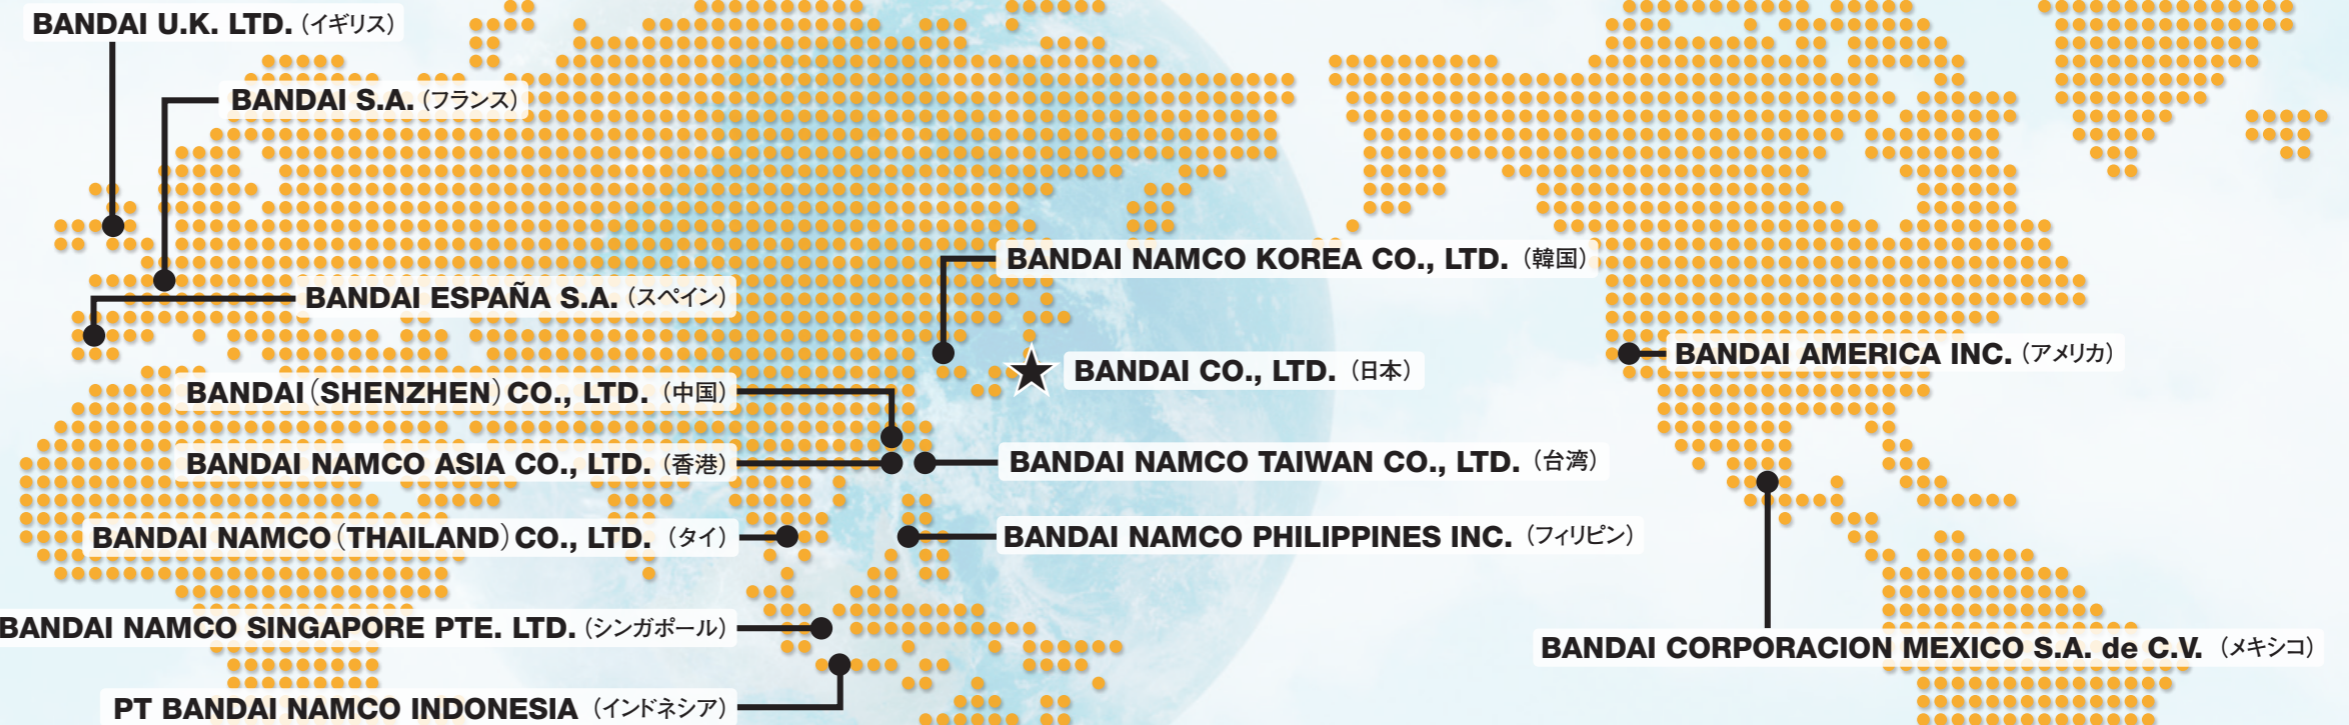 BANDAI U.K. LTD.（イギリス）
BANDAI S.A.（フランス）
BANDAI NAMCO KOREA CO., LTD.（韓国）
BANDAI ESPAÑA S.A.（スペイン）
BANDAI AMERICA INC.（アメリカ）
BANDAI CO., LTD.（日本）
BANDAI（SHENZHEN）CO., LTD.（中国）
BANDAI NAMCO ASIA CO., LTD.（香港）
BANDAI NAMCO TAIWAN CO., LTD.（台湾）
BANDAI NAMCO（THAILAND）CO., LTD.（タイ）
BANDAI NAMCO PHILIPPINES INC.（フィリピン）
BANDAI NAMCO SINGAPORE PTE. LTD.（シンガポール）
BANDAI CORPORACION MEXICO S.A. de C.V.（メキシコ）
PT BANDAI NAMCO INDONESIA（インドネシア）